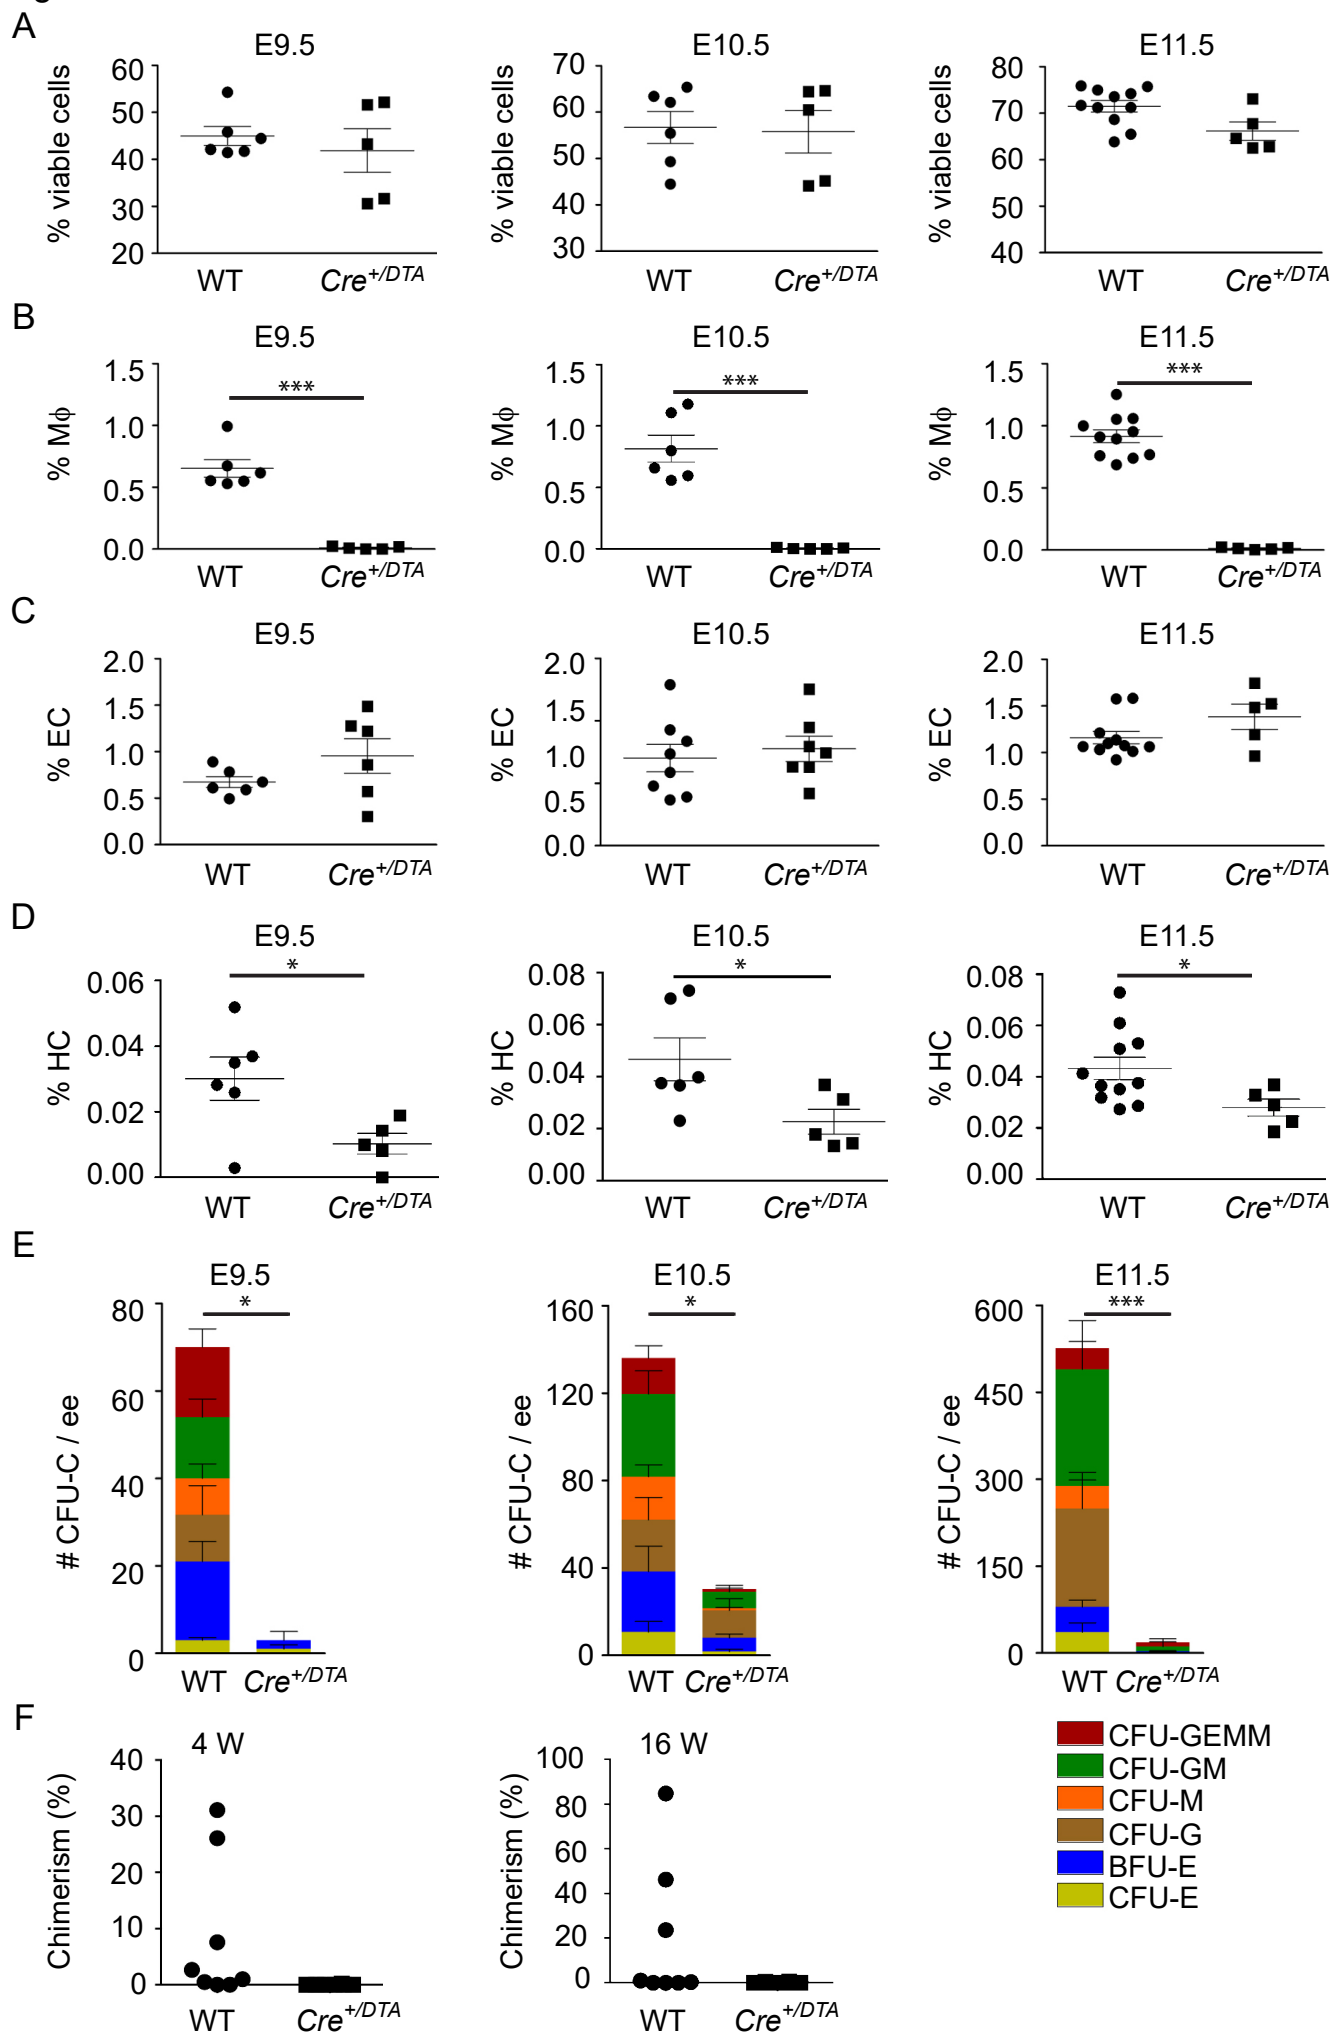 A
E9.5
E10.5
E11.5
% viable cells
60
50
40
30
20
WT
Cre+/DTA
% viable cells
70
60
50
40
30
WT
Cre+/DTA
% viable cells
80
70
60
50
40
WT
Cre+/DTA
B
E9.5
E10.5
E11.5
% Mϕ
1.5
1.0
0.5
0.0
***
WT
Cre+/DTA
% Mϕ
1.5
1.0
0.5
0.0
***
WT
Cre+/DTA
% Mϕ
1.5
1.0
0.5
0.0
***
WT
Cre+/DTA
C
E9.5
E10.5
E11.5
% EC
2.0
1.5
1.0
0.5
0.0
WT
Cre+/DTA
% EC
2.0
1.5
1.0
0.5
0.0
WT
Cre+/DTA
% EC
2.0
1.5
1.0
0.5
0.0
WT
Cre+/DTA
D
E9.5
E10.5
E11.5
% HC
0.06
0.04
0.02
0.00
*
WT
Cre+/DTA
% HC
0.08
0.06
0.04
0.02
0.00
*
WT
Cre+/DTA
% HC
0.08
0.06
0.04
0.02
0.00
*
WT
Cre+/DTA
E
E9.5
E10.5
E11.5
# CFU-C / ee
80
60
40
20
0
*
WT
Cre+/DTA
# CFU-C / ee
160
120
80
40
0
*
WT
Cre+/DTA
# CFU-C / ee
600
450
300
150
0
***
WT
Cre+/DTA
F
4 W
Chimerism (%)
40
30
20
10
0
WT
Cre+/DTA
16 W
Chimerism (%)
100
80
60
40
20
0
WT
Cre+/DTA
CFU-GEMM
CFU-GM
CFU-M
CFU-G
BFU-E
CFU-E